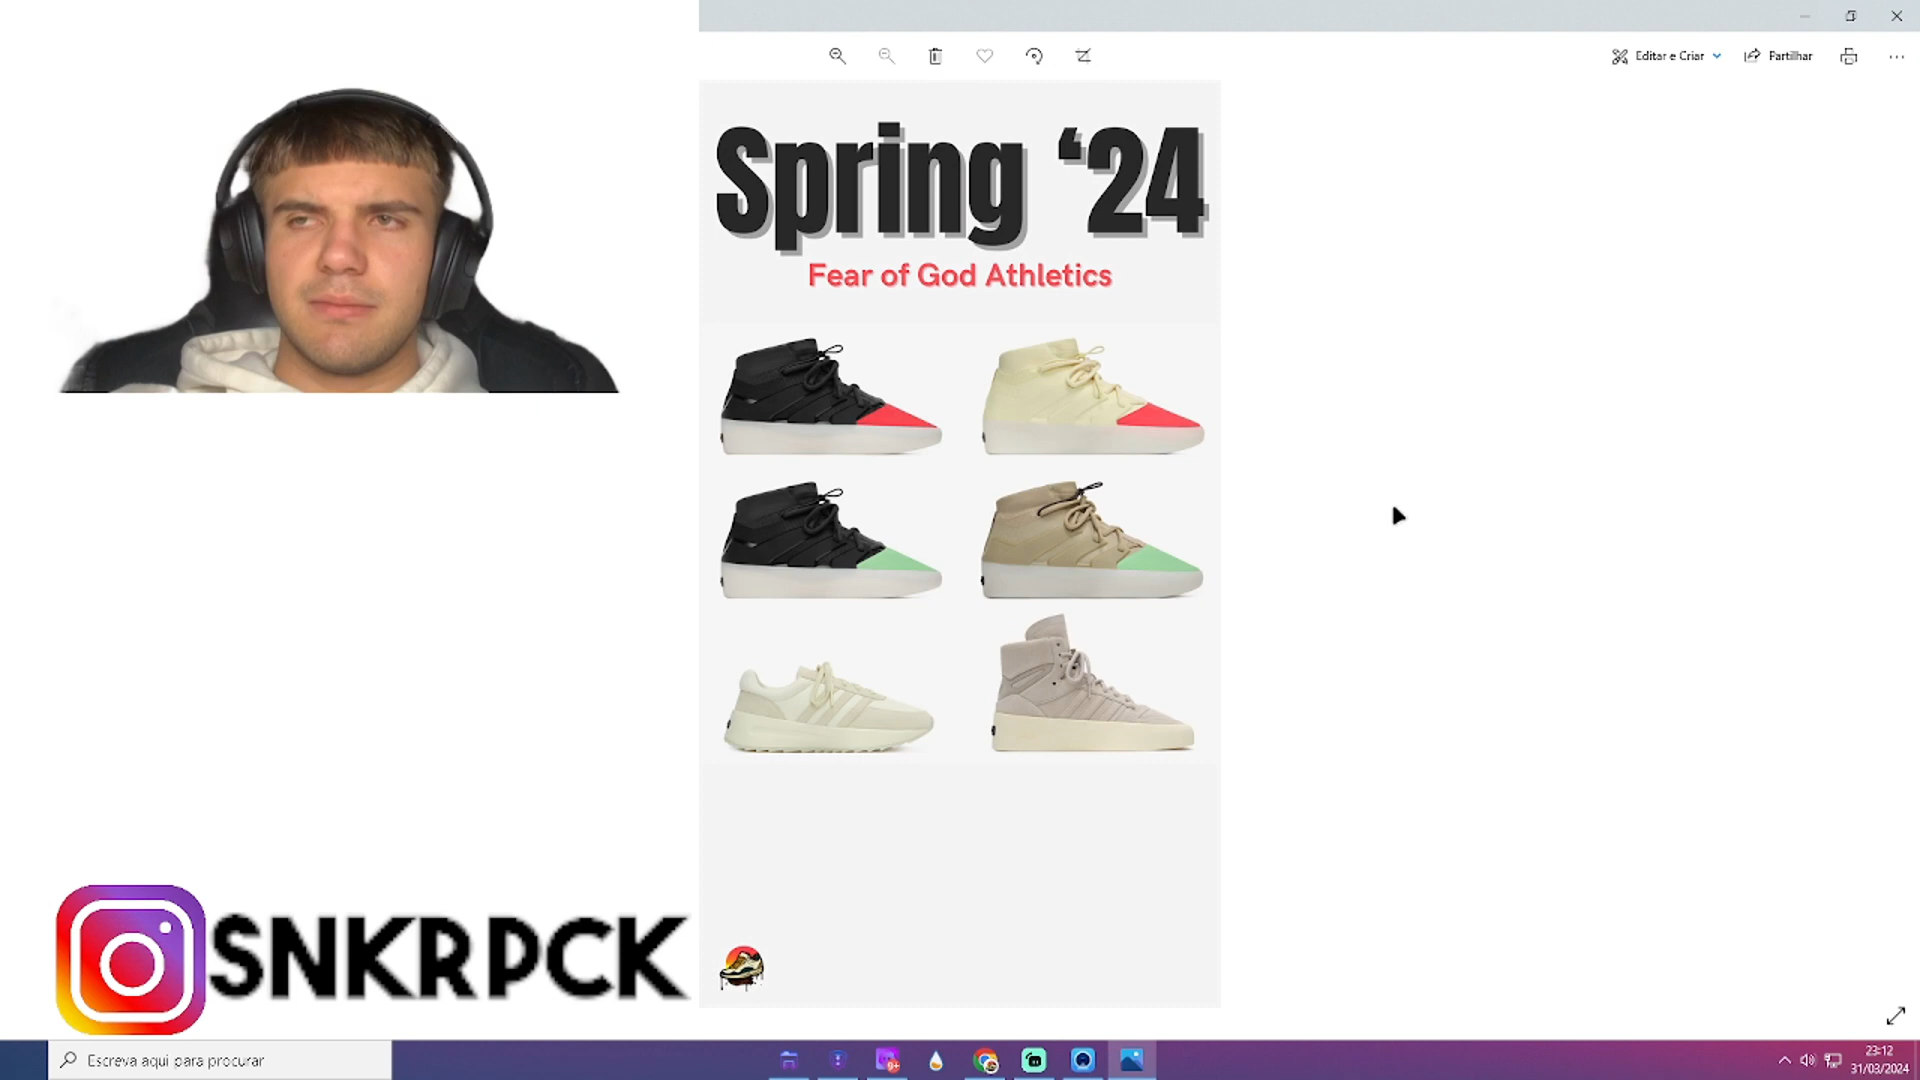 Editar e Criar
Partilhar
Spring ‘24
Fear of God Athletics
SNKRPCK
Escreva aqui para procurar
9+
23:12
31/03/2024